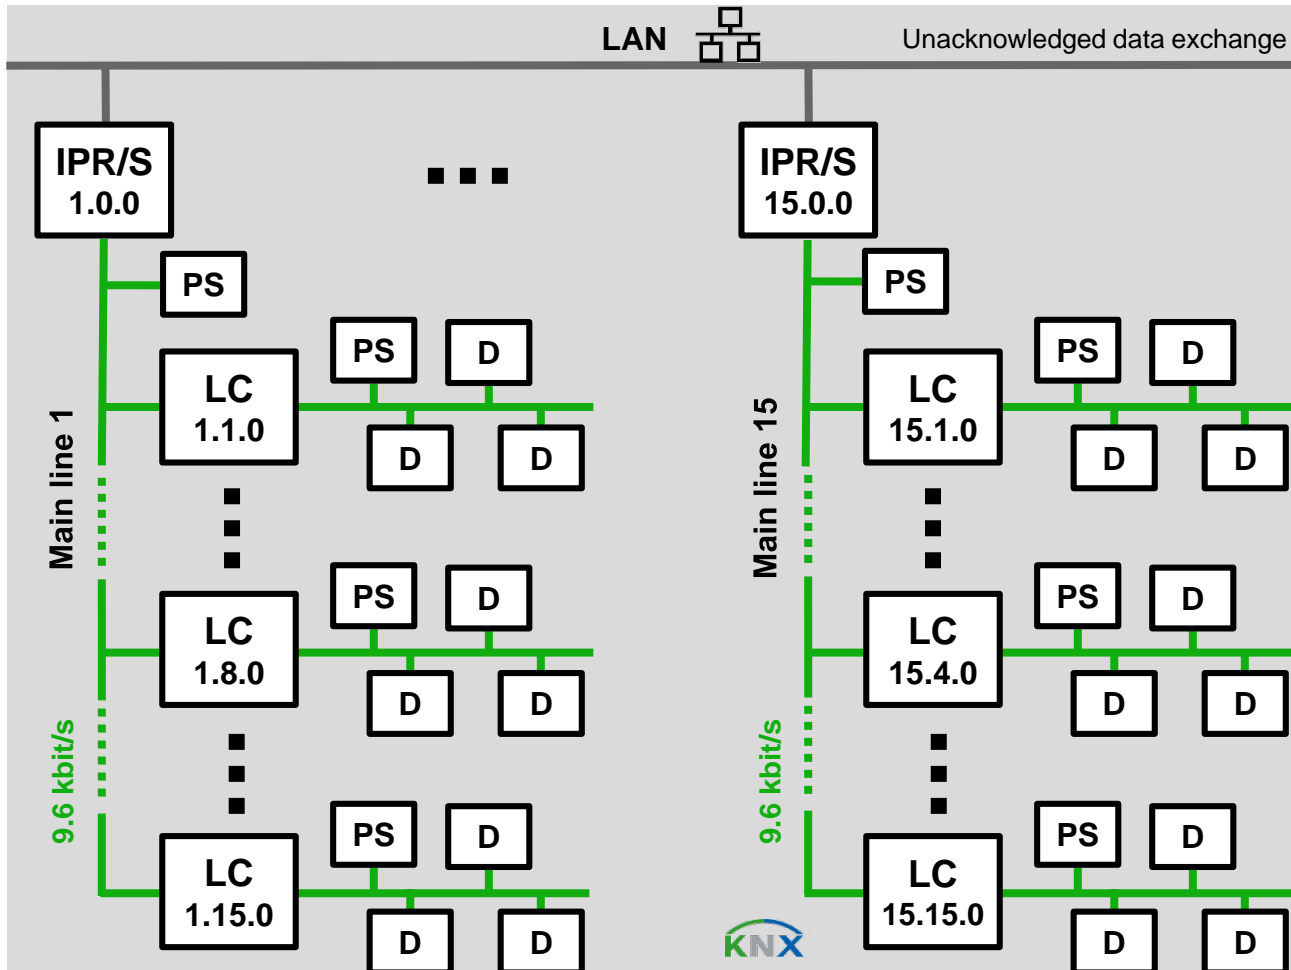 LAN
Unacknowledged data exchange
IPR/S
1.0.0
IPR/S
15.0.0
PS
PS
Main line 1
9.6 kbit/s
LC
1.1.0
PS
D
D
D
LC
1.8.0
PS
D
D
D
LC
1.15.0
PS
D
D
D
Main line 15
9.6 kbit/s
LC
15.1.0
PS
D
D
D
LC
15.4.0
PS
D
D
D
LC
15.15.0
PS
D
D
D
KNX